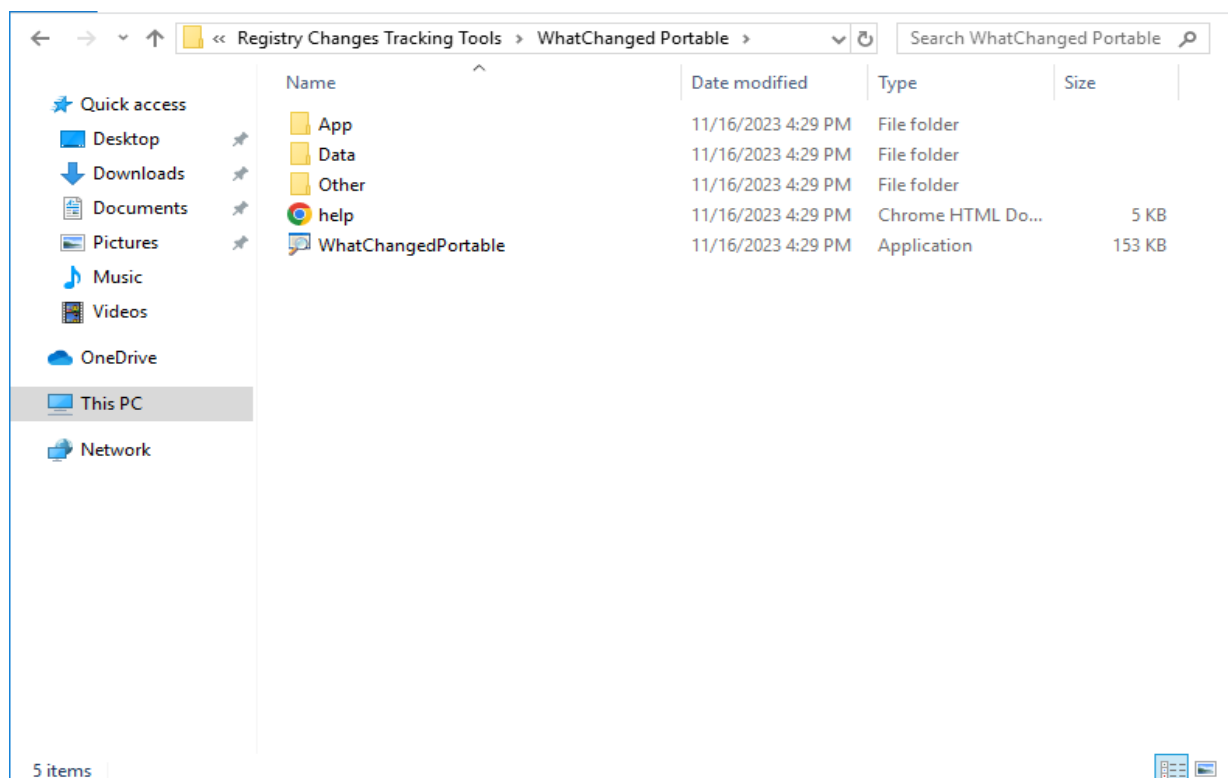 « Registry Changes Tracking Tools > WhatChanged Portable >
Search WhatChanged Portable
Name Date modified Type Size
Quick access
Desktop
Downloads
Documents
Pictures
Music
Videos
OneDrive
This PC
Network
App 11/16/2023 4:29 PM File folder
Data 11/16/2023 4:29 PM File folder
Other 11/16/2023 4:29 PM File folder
help 11/16/2023 4:29 PM Chrome HTML Do... 5 KB
WhatChangedPortable 11/16/2023 4:29 PM Application 153 KB
5 items